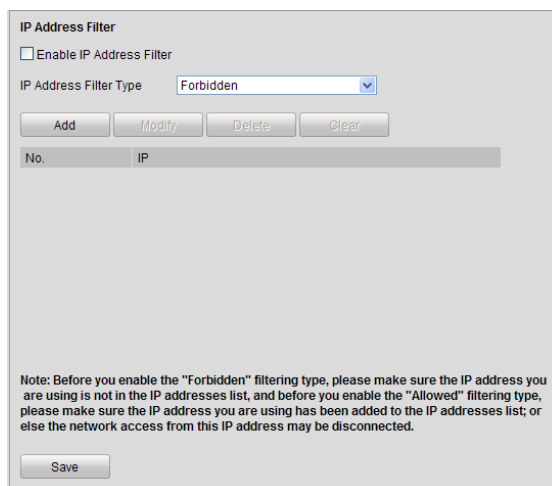 IP Address Filter
Enable IP Address Filter
IP Address Filter Type Forbidden
Add Modify Delete Clear
No. IP
Note: Before you enable the "Forbidden" filtering type, please make sure the IP address you
are using is not in the IP addresses list, and before you enable the "Allowed" filtering type,
please make sure the IP address you are using has been added to the IP addresses list; or
else the network access from this IP address may be disconnected.
Save